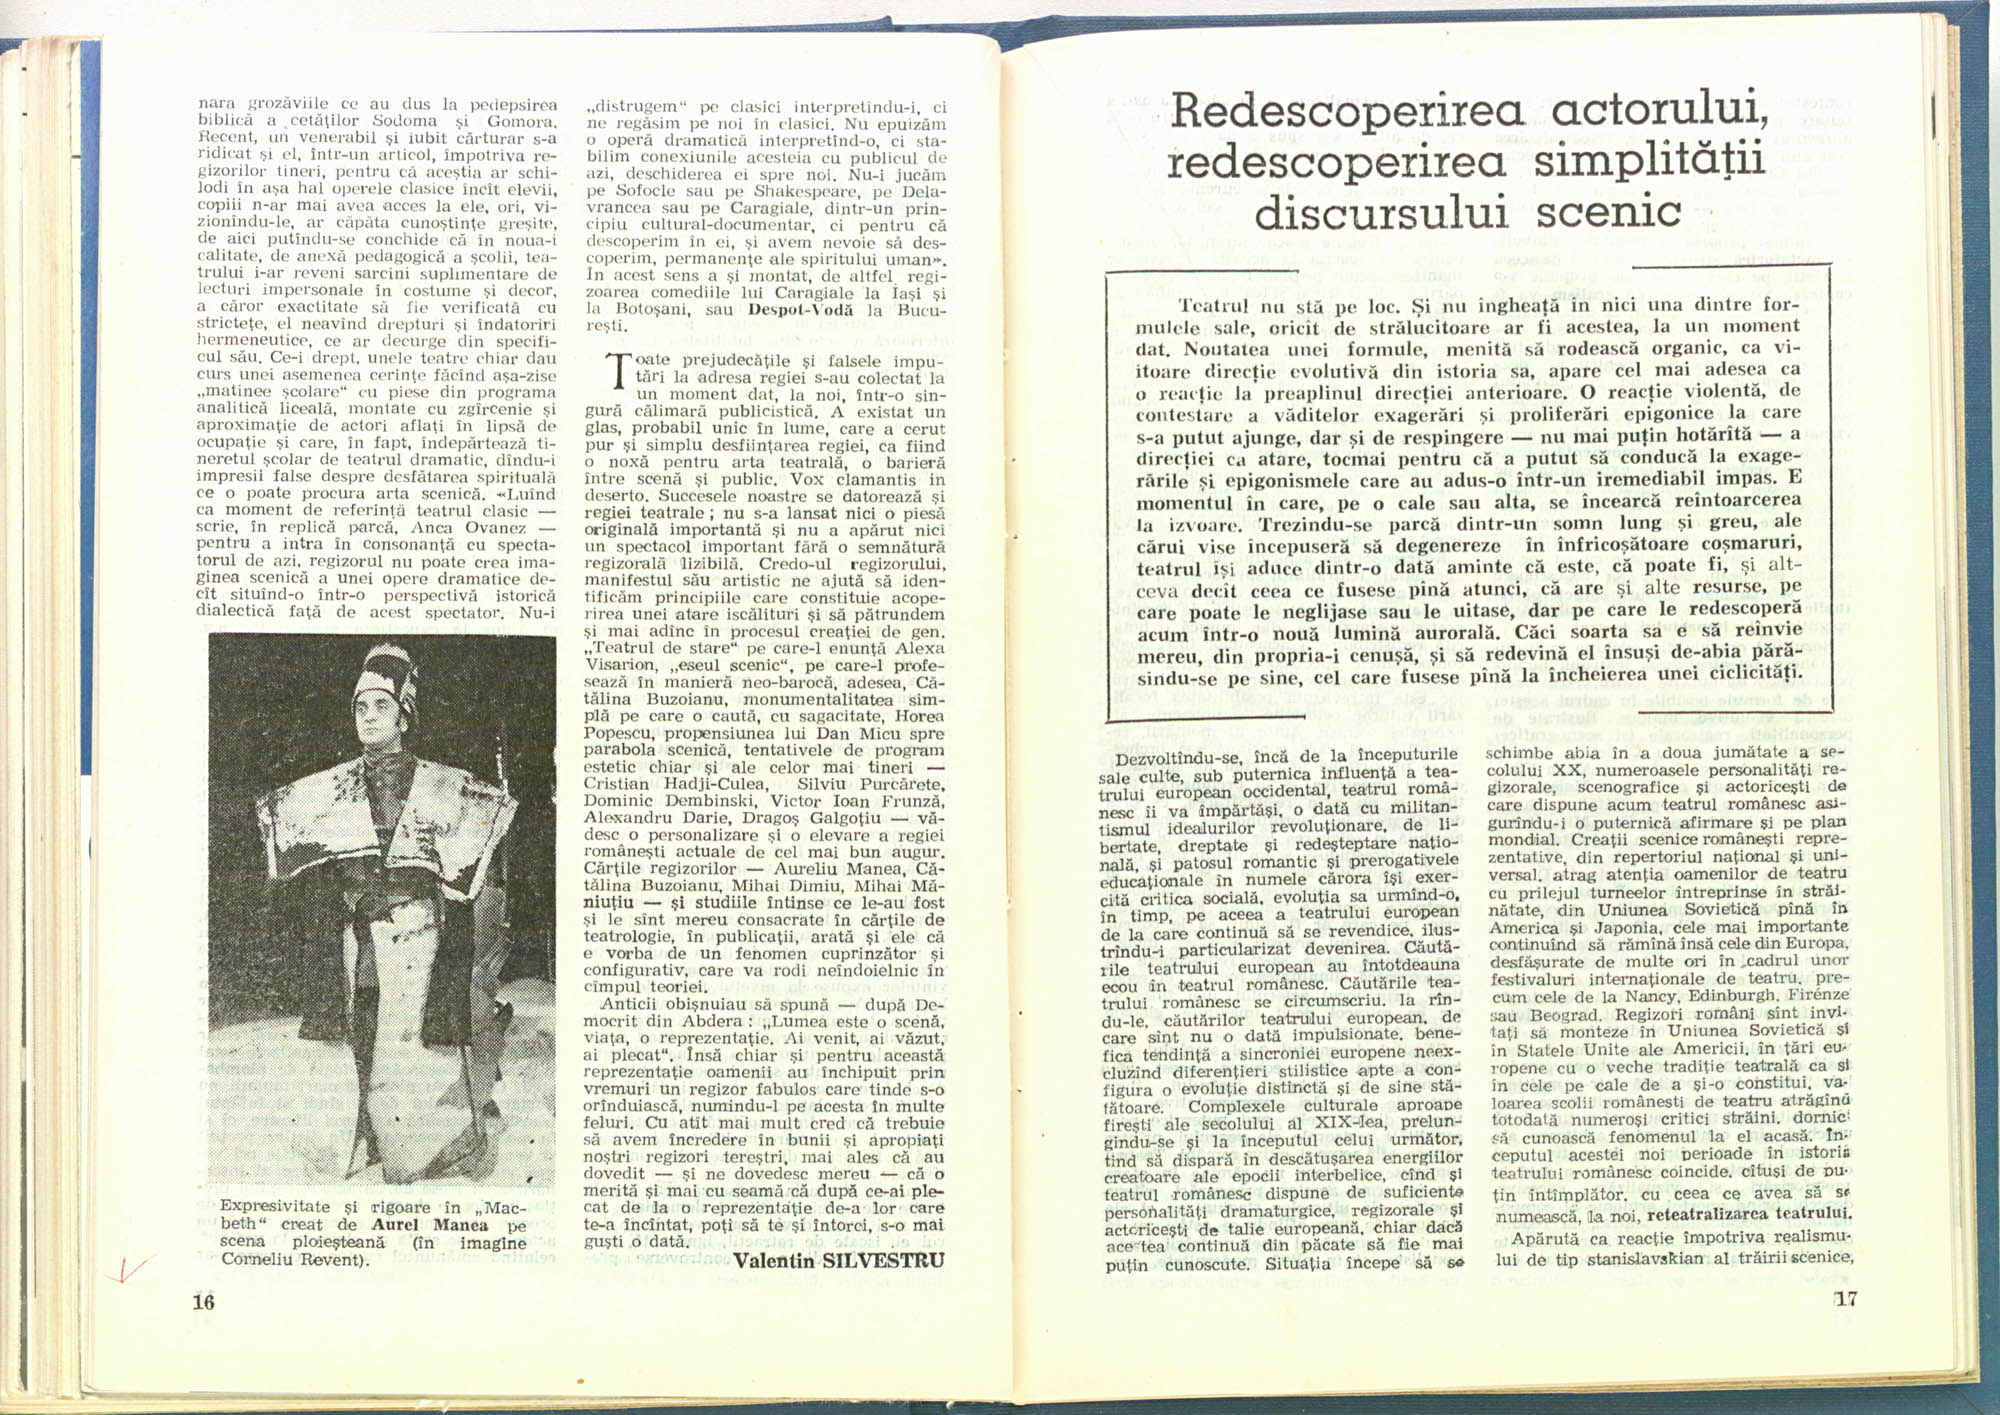 nara grozăviile ce au dus la pedepsirea
biblică a cetăților Sodoma și Gomora.
Recent, un venerabil și iubit cărturar s-a
ridicat și el, într-un articol, împotriva re-
gizorilor tineri, pentru că aceștia ar schi-
lodi în așa hal operele clasice încît elevii,
copiii n-ar mai avea acces la ele, ori, vi-
zionîndu-le, ar căpăta cunoștințe greșite,
de aici putîndu-se conchide că în noua-i
calitate, de anexă pedagogică a școlii, tea-
trului i-ar reveni sarcini suplimentare de
lecturi impersonale în costume și decor,
a căror exactitate să fie verificată cu
strictețe, el neavînd drepturi și îndatoriri
hermeneutice, ce ar decurge din specifi-
cul său. Ce-i drept, unele teatre chiar dau
curs unei asemenea cerințe făcînd așa-zise
„matinee școlare“ cu piese din programa
analitică liceală, montate cu zgîrcenie și
aproximație de actori aflați în lipsă de
ocupație și care, în fapt, îndepărtează ti-
neretul școlar de teatrul dramatic, dîndu-i
impresii false despre desfătarea spirituală
ce o poate procura arta scenică. «Luînd
ca moment de referință teatrul clasic —
scrie, în replică parcă, Anca Ovanez —
pentru a intra în consonanță cu specta-
torul de azi, regizorul nu poate crea ima-
ginea scenică a unei opere dramatice de-
cît situînd-o într-o perspectivă istorică
dialectică față de acest spectator. Nu-i
Expresivitate și rigoare în „Mac-
beth“ creat de Aurel Manea pe
scena ploieșteană (în imagine
Corneliu Revent).
16
„distrugem“ pe clasici interpretindu-i, ci
ne regăsim pe noi în clasici. Nu epuizăm
o operă dramatică interpretînd-o, ci sta-
bilim conexiunile acesteia cu publicul de
azi, deschiderea ei spre noi. Nu-i jucăm
pe Sofocle sau pe Shakespeare, pe Dela-
vrancea sau pe Caragiale, dintr-un prin-
cipiu cultural-documentar, ci pentru că
descoperim în ei, și avem nevoie să des-
coperim, permanențe ale spiritului uman».
In acest sens a și montat, de altfel, regi-
zoarea comediile lui Caragiale la Iași și
la Botoșani, sau Despot-Vodă la Bucu-
rești.
Toate prejudecățile și falsele impu-
tări la adresa regiei s-au colectat la
un moment dat, la noi, într-o sin-
gură călimară publicistică. A existat un
glas, probabil unic în lume, care a cerut
pur și simplu desființarea regiei, ca fiind
o noxă pentru arta teatrală, o barieră
între scenă și public. Vox clamantis in
deserto. Succesele noastre se datorează și
regiei teatrale ; nu s-a lansat nici o piesă
originală importantă și nu a apărut nici
un spectacol important fără o semnătură
regizorală lizibilă. Credo-ul regizorului,
manifestul său artistic ne ajută să iden-
tificăm principiile care constituie acope-
rirea unei atare iscălituri și să pătrundem
și mai adînc în procesul creației de gen.
„Teatrul de stare“ pe care-l enunță Alexa
Visarion, „eseul scenic“, pe care-l profe-
sează în manieră neo-barocă, adesea, Că-
tălina Buzoianu, monumentalitatea sim-
plă pe care o caută, cu sagacitate, Horea
Popescu, propensiunea lui Dan Micu spre
parabola scenică, tentativele de program
estetic chiar și ale celor mai tineri —
Cristian Hadji-Culea, Silviu Purcărete,
Dominic Dembinski, Victor Ioan Frunză,
Alexandru Darie, Dragoș Galgoțiu — vă-
desc o personalizare și o elevare a regiei
românești actuale de cel mai bun augur.
Cărțile regizorilor — Aureliu Manea, Că-
tălina Buzoianu, Mihai Dimiu, Mihai Mă-
niuțiu — și studiile întinse ce le-au fost
și le sînt mereu consacrate în cărțile de
teatrologie, în publicații, arată și ele că
e vorba de un fenomen cuprinzător și
configurativ, care va rodi neîndoielnic în
cîmpul teoriei.
Anticii obișnuiau să spună — după De-
mocrit din Abdera : „Lumea este o scenă,
viața, o reprezentație. Ai venit, ai văzut,
ai plecat“. Însă chiar și pentru această
reprezentație oamenii au închipuit prin
vremuri un regizor fabulos care tinde s-o
orînduiască, numindu-l pe acesta în multe
feluri. Cu atît mai mult cred că trebuie
să avem încredere în bunii și apropiați
noștri regizori tereștri, mai ales că au
dovedit — și ne dovedesc mereu — că o
merită și mai cu seamă că după ce-ai ple-
cat de la o reprezentație de-a lor care
te-a încîntat, poți să te și întorci, s-o mai
guști o dată.
Valentin SILVESTRU
Redescoperirea actorului,
redescoperirea simplității
discursului scenic
Teatrul nu stă pe loc. Și nu îngheață în nici una dintre for-
mulele sale, oricît de strălucitoare ar fi acestea, la un moment
dat. Noutatea unei formule, menită să rodească organic, ca vi-
itoare direcție evolutivă din istoria sa, apare cel mai adesea ca
o reacție la preaplinul direcției anterioare. O reacție violentă, de
contestare a văditelor exagerări și proliferări epigonice la care
s-a putut ajunge, dar și de respingere — nu mai puțin hotărîtă — a
direcției ca atare, tocmai pentru că a putut să conducă la exage-
rările și epigonismele care au adus-o într-un iremediabil impas. E
momentul în care, pe o cale sau alta, se încearcă reîntoarcerea
la izvoare. Trezindu-se parcă dintr-un somn lung și greu, ale
cărui vise începuseră să degenereze în înfricoșătoare coșmaruri,
teatrul își aduce dintr-o dată aminte că este, că poate fi, și alt-
ceva decît ceea ce fusese pînă atunci, că are și alte resurse, pe
care poate le neglijase sau le uitase, dar pe care le redescoperă
acum într-o nouă lumină aurorală. Căci soarta sa e să reînvie
mereu, din propria-i cenușă, și să redevină el însuși de-abia pără-
sindu-se pe sine, cel care fusese pînă la încheierea unei ciclicități.
Dezvoltîndu-se, încă de la începuturile
sale culte, sub puternica influență a tea-
trului european occidental, teatrul romă-
nesc îi va împărtăși, o dată cu militan-
tismul idealurilor revoluționare, de li-
bertate, dreptate și redeșteptare națio-
nală, și patosul romantic și prerogativele
educaționale în numele cărora își exer-
cită critica socială, evoluția sa urmînd-o,
în timp, pe aceea a teatrului european
de la care continuă să se revendice, ilus-
trîndu-i particularizat devenirea. Căută-
rile teatrului european au întotdeauna
ecou în teatrul românesc. Căutările tea-
trului românesc se circumscriu, la rîn-
du-le, căutărilor teatrului european, de
care sînt nu o dată impulsionate, bene-
fica tendință a sincroniei europene neex-
cluzînd diferențieri stilistice apte a con-
figura o evoluție distinctă și de sine stă-
tătoare. Complexele culturale aproape
firești ale secolului al XIX-lea, prelun-
gindu-se și la începutul celui următor,
tind să dispară în descătușarea energiilor
creatoare ale epocii interbelice, cînd și
teatrul românesc dispune de suficiente
personalități dramaturgice, regizorale și
actoricești de talie europeană, chiar dacă
acestea continuă din păcate să fie mai
puțin cunoscute. Situația începe să se
schimbe abia în a doua jumătate a se-
colului XX, numeroasele personalități re-
gizorale, scenografice și actoricești de
care dispune acum teatrul românesc asi-
gurîndu-i o puternică afirmare și pe plan
mondial. Creații scenice românești repre-
zentative, din repertoriul național și uni-
versal, atrag atenția oamenilor de teatru
cu prilejul turneelor întreprinse în străi-
nătate, din Uniunea Sovietică pînă în
America și Japonia, cele mai importante
continuînd să rămînă însă cele din Europa,
desfășurate de multe ori în cadrul unor
festivaluri internaționale de teatru, pre-
cum cele de la Nancy, Edinburgh, Firenze
sau Beograd. Regizori români sînt invi-
tați să monteze în Uniunea Sovietică și
în Statele Unite ale Americii, în țări eu-
ropene cu o veche tradiție teatrală ca și
în cele pe cale de a și-o constitui, va-
loarea școlii românești de teatru atrăgînd
totodată numeroși critici străini, dornici
să cunoască fenomenul la el acasă. În-
ceputul acestei noi perioade în istoria
teatrului românesc coincide, cîtuși de pu-
țin întîmplător, cu ceea ce avea să se
numească, la noi, reteatralizarea teatrului.
Apărută ca reacție împotriva realismu-
lui de tip stanislavskian al trăirii scenice,
17